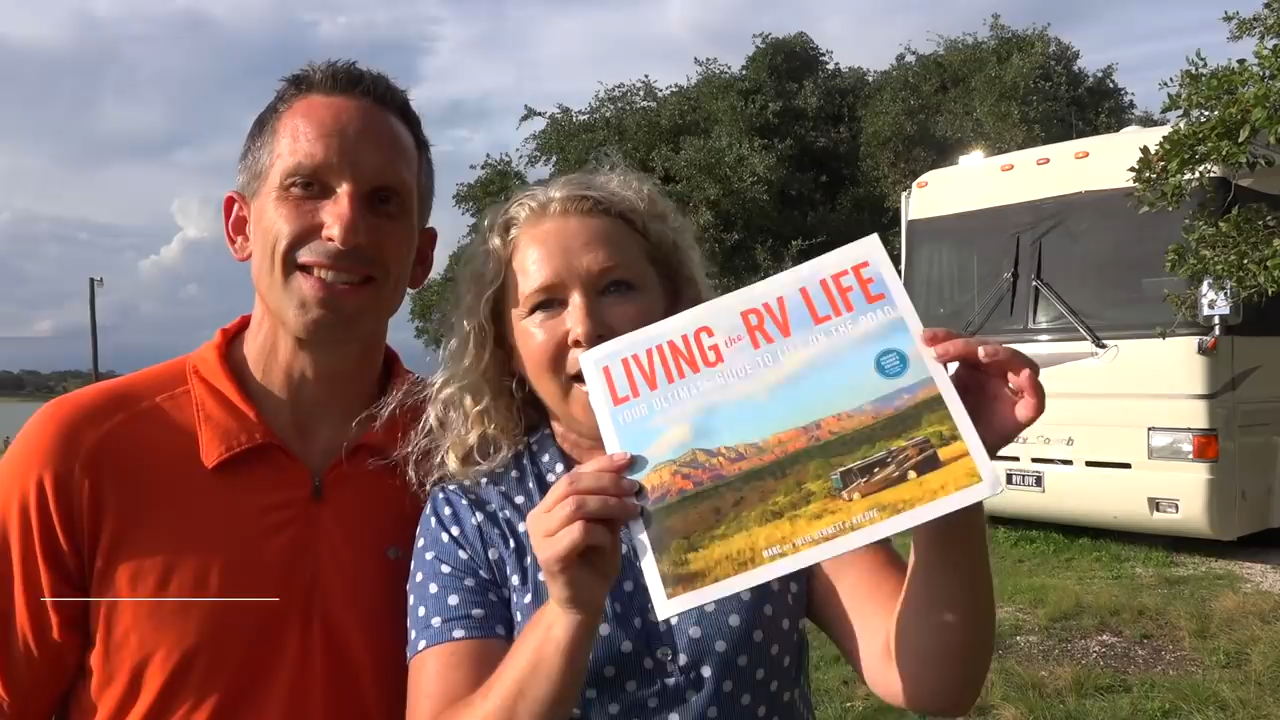 LIVING the RV LIFE
YOUR ULTIMATE GUIDE TO LIFE ON THE ROAD
MARC and JULIE BENNETT of RVLOVE
Coach
RVLOVE